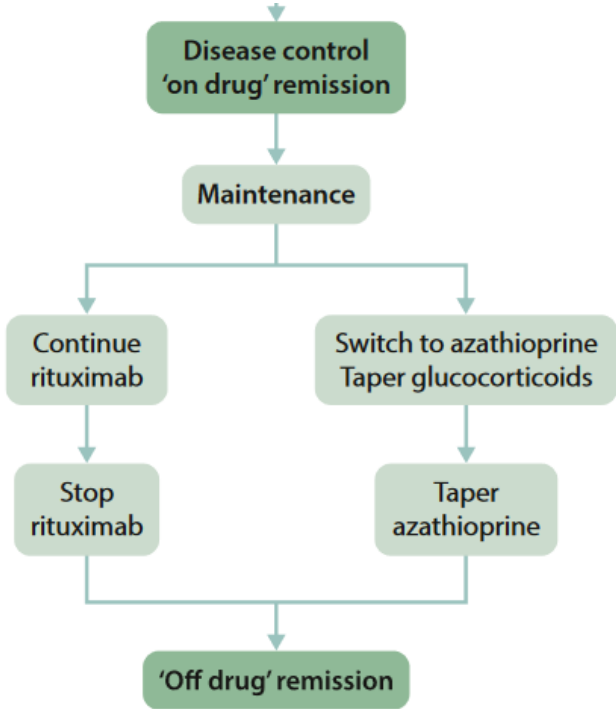 Disease control
‘on drug’ remission
Maintenance
Continue
rituximab
Switch to azathioprine
Taper glucocorticoids
Stop
rituximab
Taper
azathioprine
‘Off drug’ remission